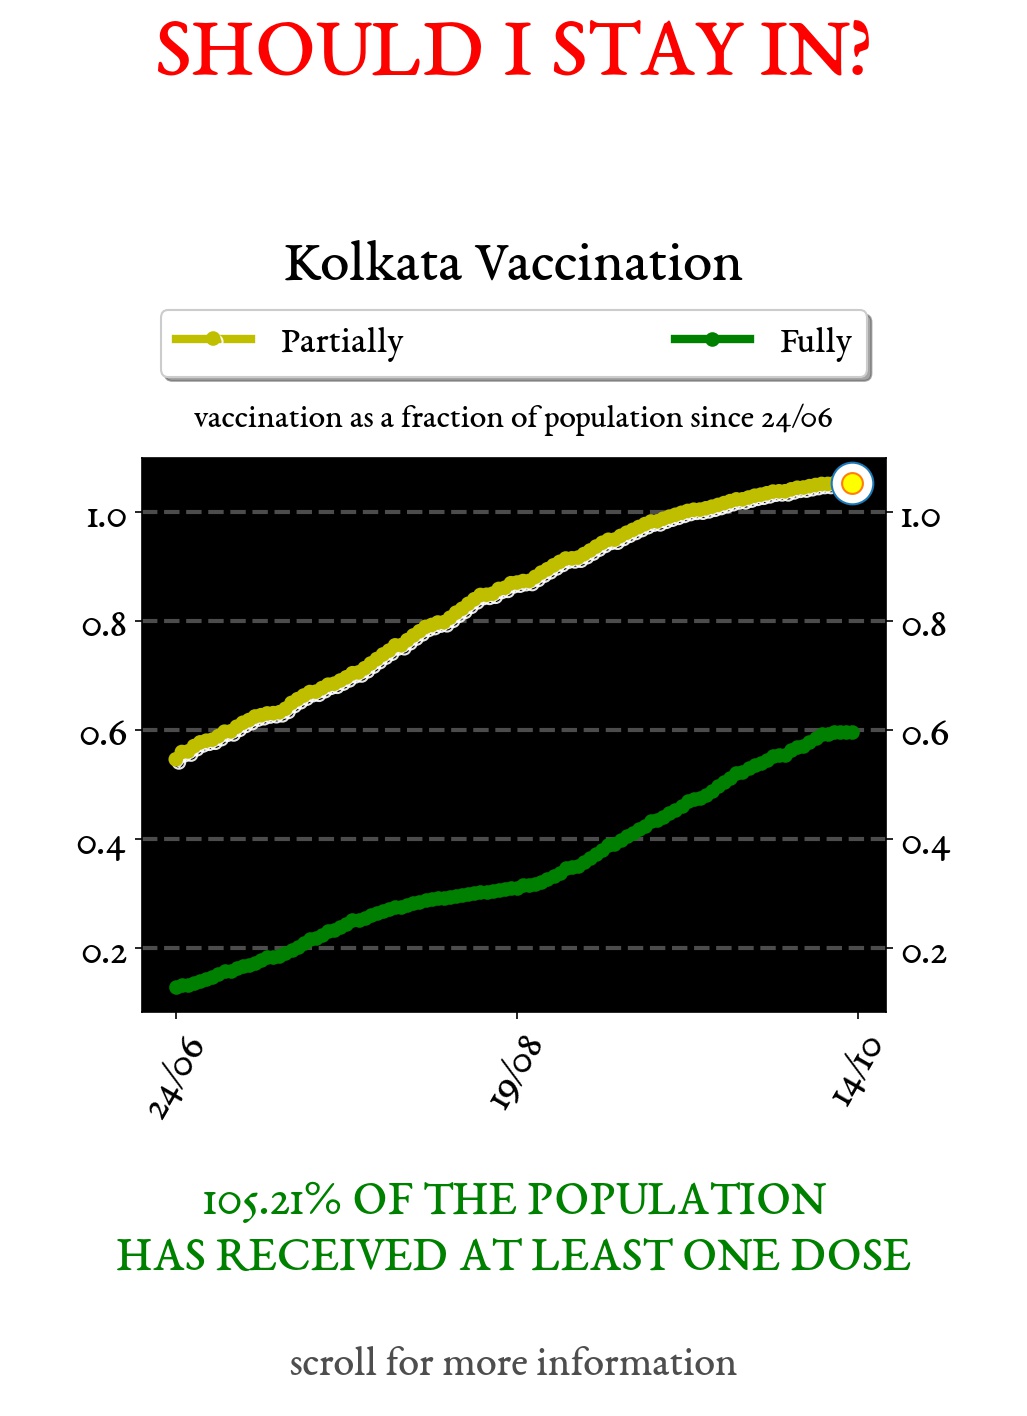 SHOULD I STAY IN?
Kolkata Vaccination
Partially Fully
vaccination as a fraction of population since 24/06
1.0 1.0
0.8 0.8
0.6 0.6
0.4 0.4
0.2 0.2
24/06 19/08 14/10
105.21% OF THE POPULATION
HAS RECEIVED AT LEAST ONE DOSE
scroll for more information